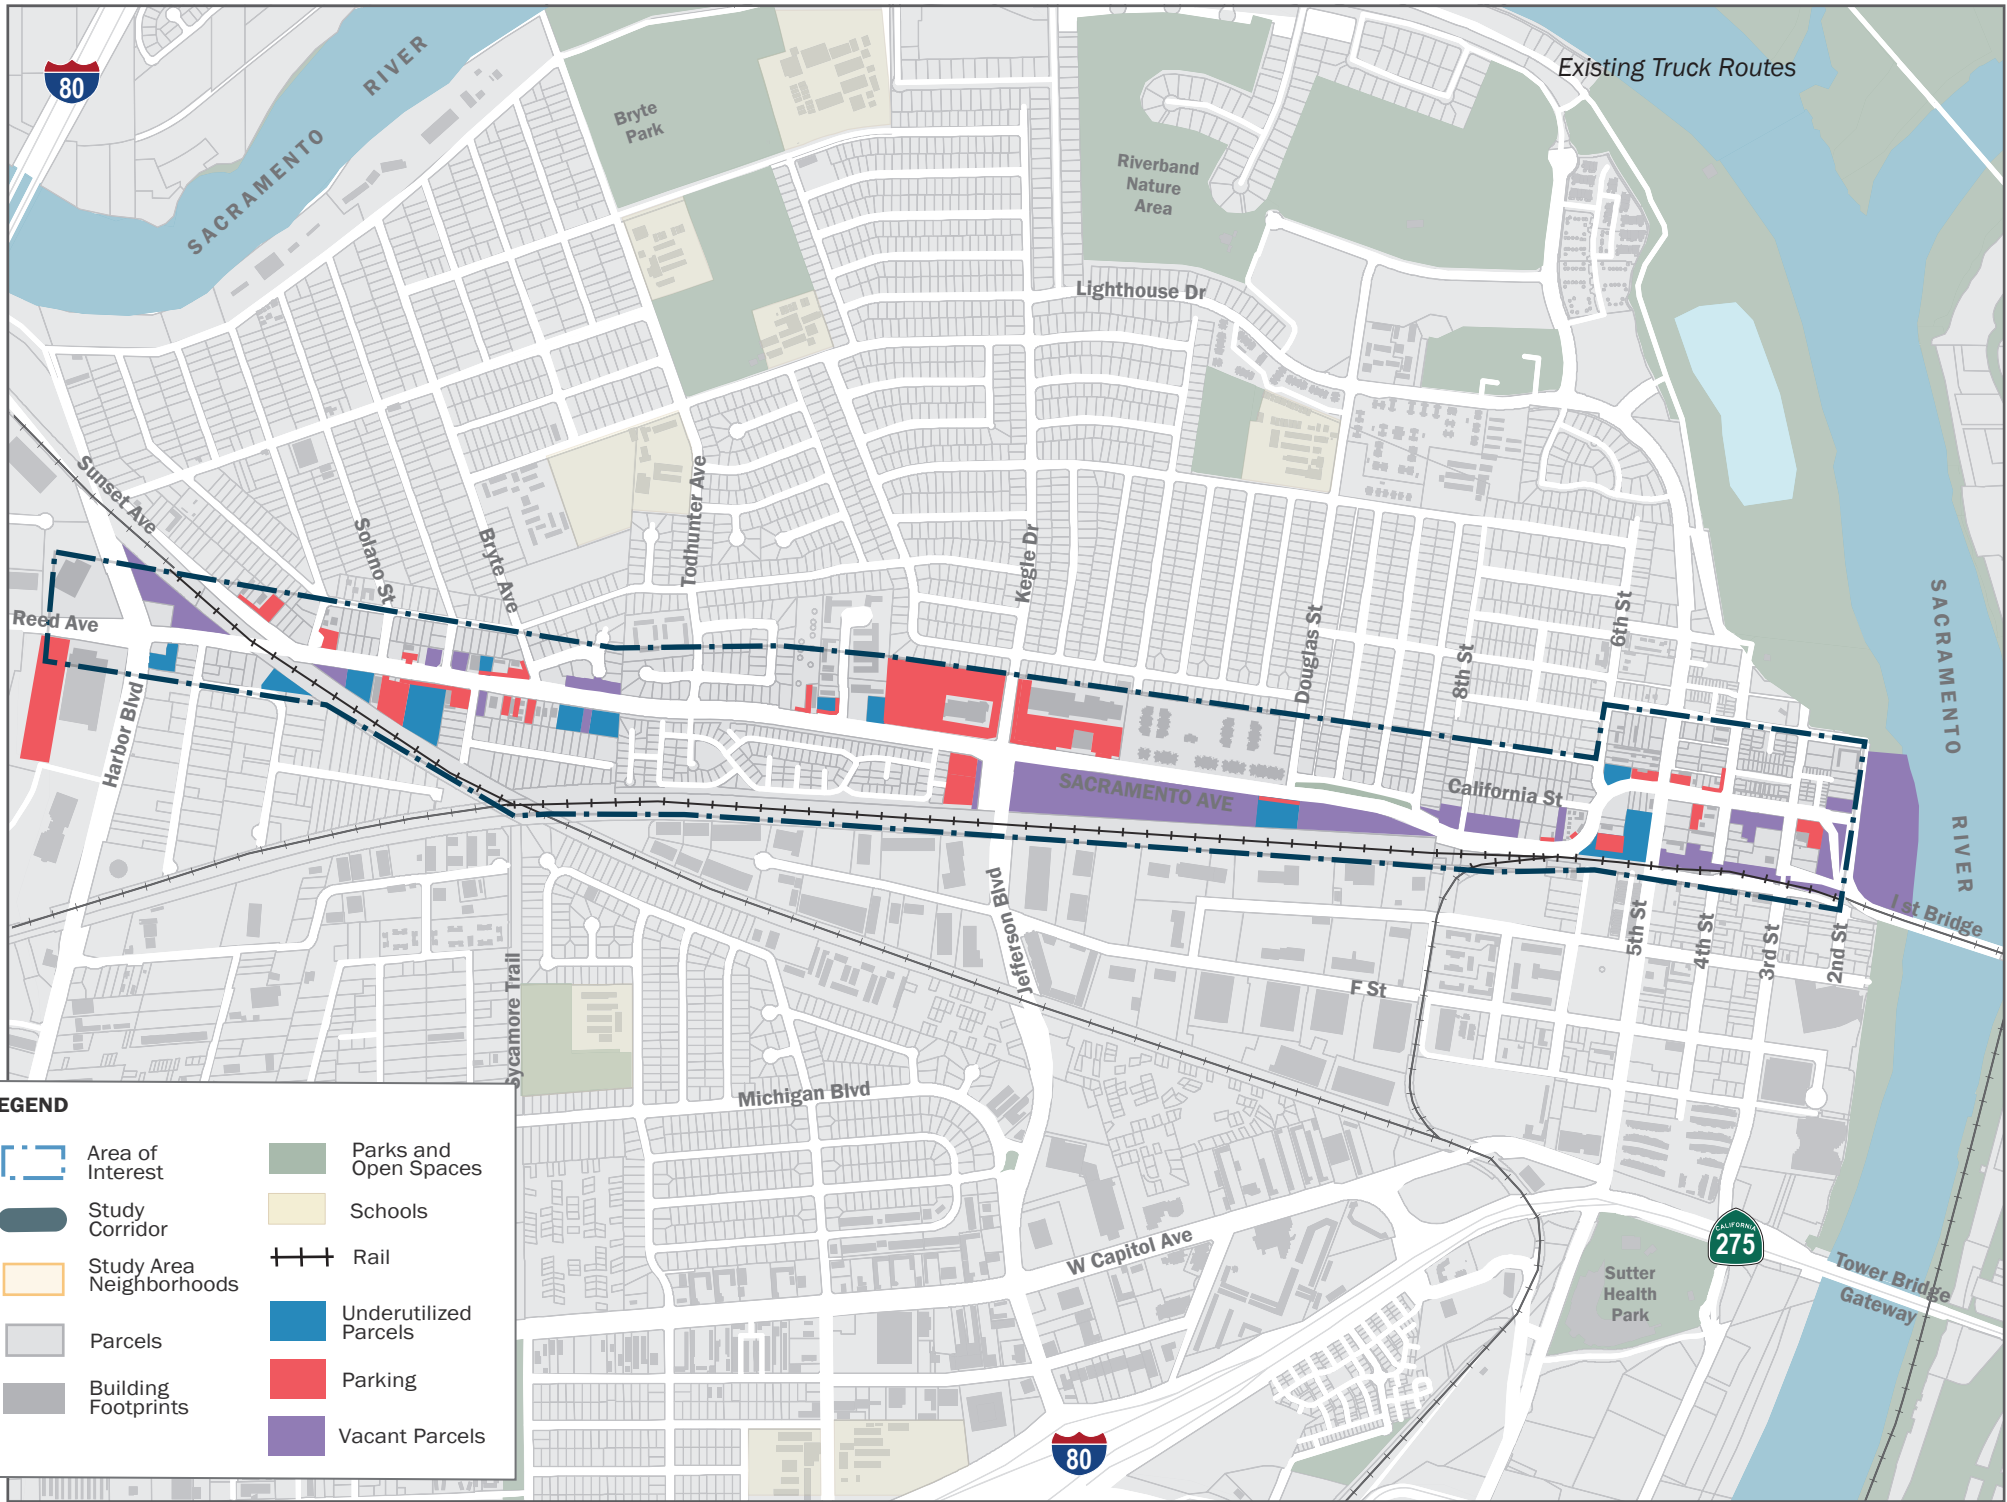 80
SACRAMENTO
RIVER
Existing Truck Routes
Bryte
Park
Riverband
Nature
Area
Lighthouse Dr
Sunset Ave
Solano St
Bryte Ave
Todhunter Ave
Kegle Dr
Douglas St
8th St
6th St
Reed Ave
Harbor Blvd
SACRAMENTO AVE
California St
SACRAMENTO
RIVER
I st Bridge
Jefferson Blvd
5th St
4th St
3rd St
2nd St
F St
Sycamore Trail
Michigan Blvd
W Capitol Ave
CALIFORNIA
275
Sutter
Health
Park
Tower Bridge
Gateway
80
EGEND
Area of
Interest
Study
Corridor
Study Area
Neighborhoods
Parcels
Building
Footprints
Parks and
Open Spaces
Schools
Rail
Underutilized
Parcels
Parking
Vacant Parcels